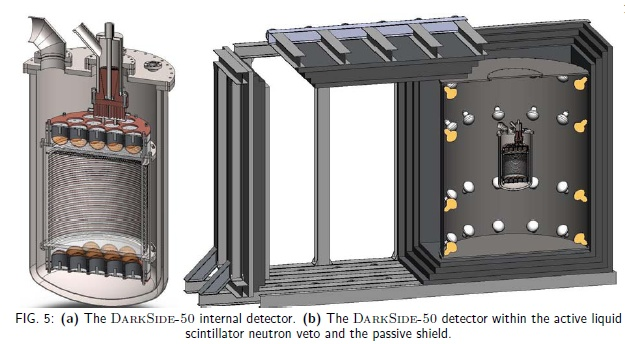 FIG. 5: (a) The DARKSIDE-50 internal detector. (b) The DARKSIDE-50 detector within the active liquid
scintillator neutron veto and the passive shield.